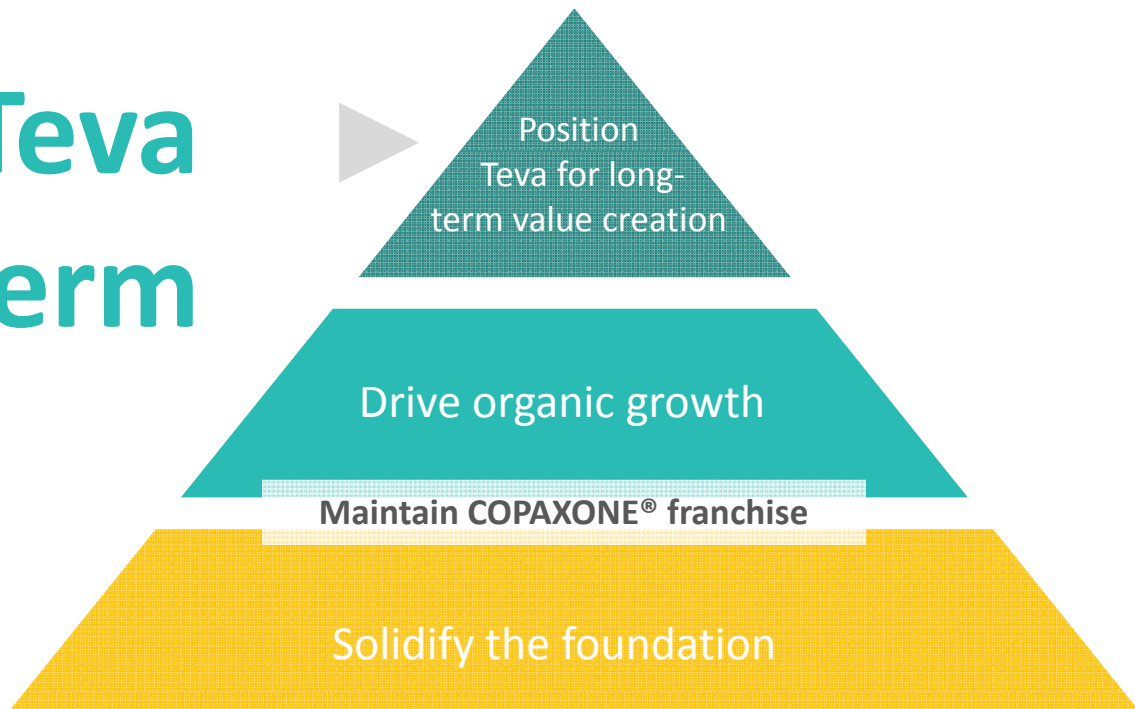 Teva
erm
Position
Teva for long-
term value creation
Drive organic growth
Maintain COPAXONE® franchise
Solidify the foundation